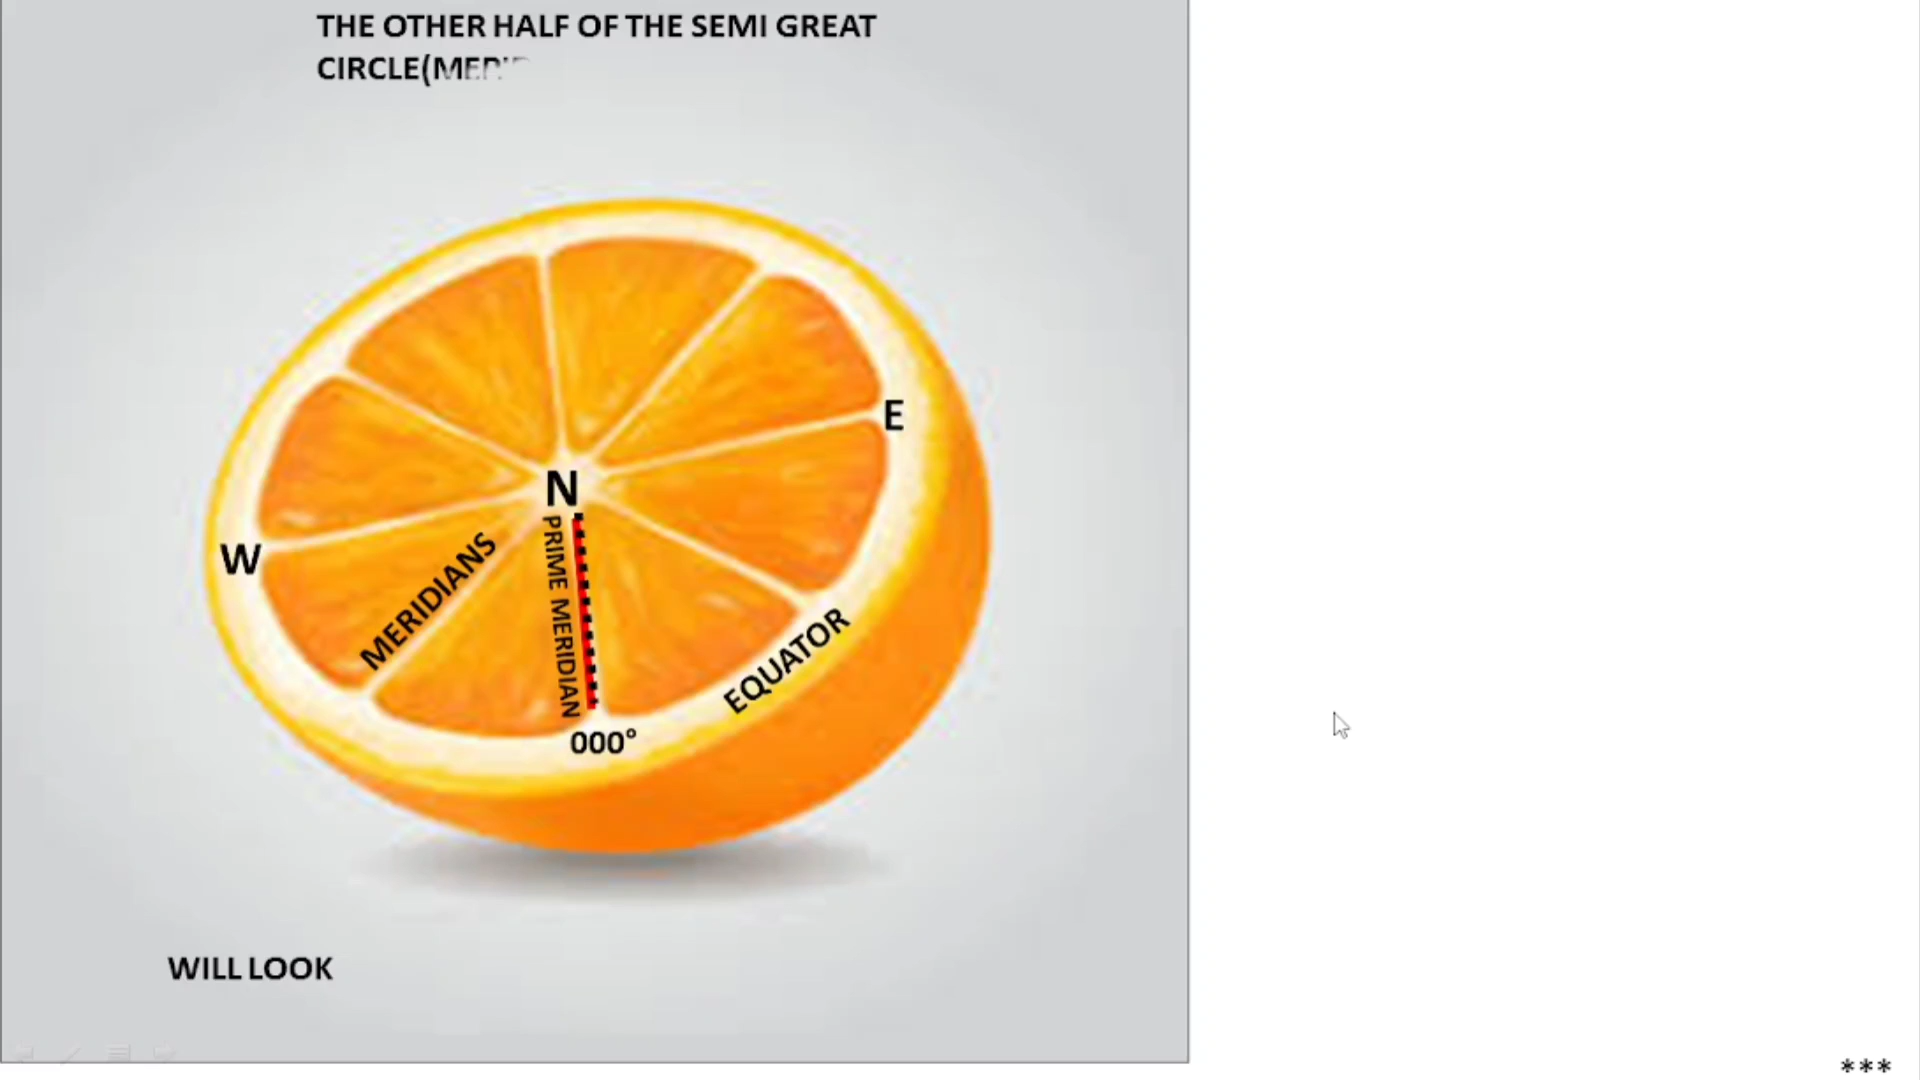 THE OTHER HALF OF THE SEMI GREAT
CIRCLE(
E
N
W
PRIME MERIDIAN
MERIDIANS
EQUATOR
000°
WILL LOOK
***